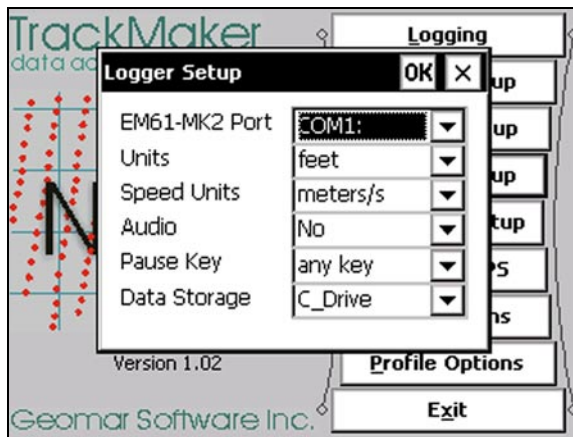 TrackMaker
data ac
Logging
Logger Setup
OK
up
EM61-MK2 Port
COM1:
up
Units
feet
Speed Units
meters/s
up
Audio
No
tup
Pause Key
any key
Data Storage
C_Drive
ns
Version 1.02
Profile Options
Geomar Software Inc.
Exit